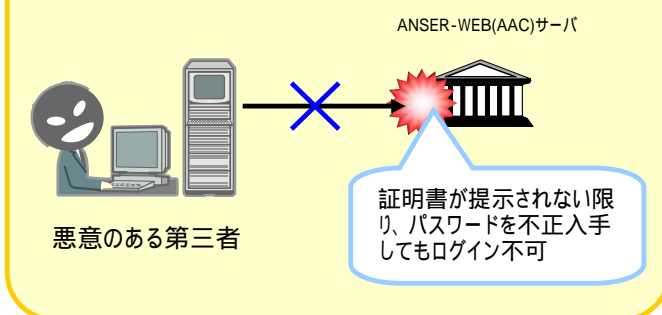 ANSER-WEB(AAC)サーバ
悪意のある第三者
証明書が提示されない限
り、パスワードを不正入手
してもログイン不可